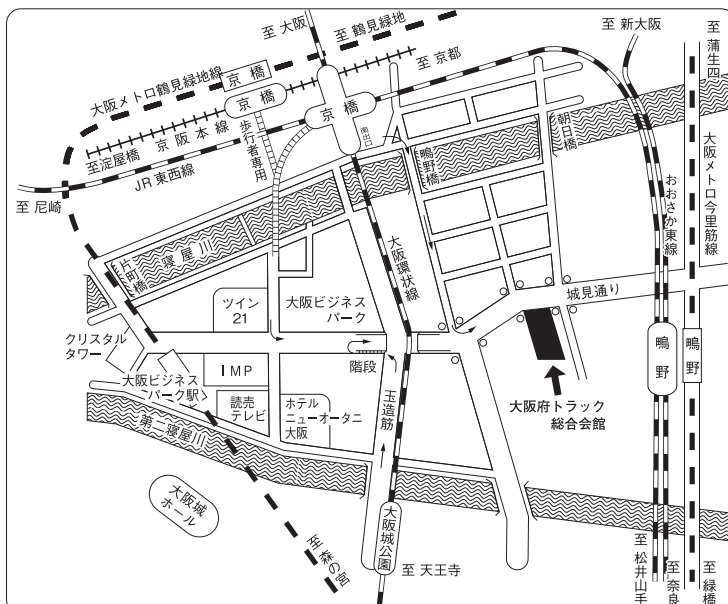 至 大阪
至 鶴見緑地
至 京都
至 新大阪
至 蒲生四
大阪メトロ鶴見緑地線
京橋
京橋
京橋
南出口
朝日橋
鴫野橋
至淀屋橋
京阪本線
歩行者専用
JR東西線
至 尼崎
大阪メトロ今里筋線
おおさか東線
寝屋川
片町橋
大阪環状線
城見通り
ツイン
21
大阪ビジネス
パーク
クリスタル
タワー
階段
IMP
大阪ビジネス
パーク駅
読売
テレビ
ホテル
ニューオータニ
大阪
玉造筋
鴫野
鴫野
大阪府トラック
総合会館
第二寝屋川
大阪城
ホール
至 森の宮
大阪城公園
至 天王寺
至 松井山手
至 奈良
至 緑橋